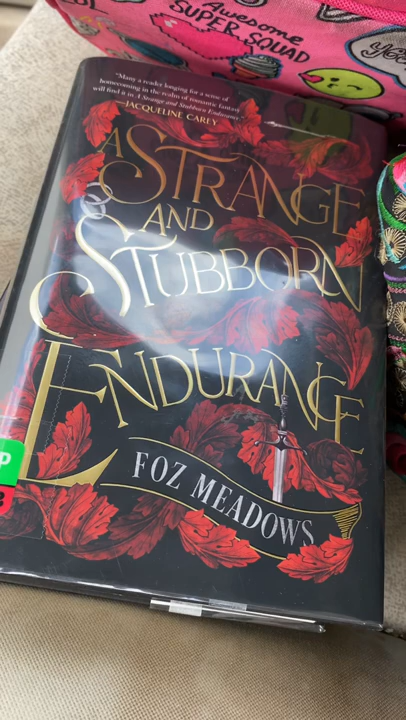 Awesome
SUPER SQUAD
"Many a reader longing for a sense of
homecoming in the realm of romantic fantasy
will find it in A Strange and Stubborn Endurance."
—JACQUELINE CAREY
A STRANGE
AND
STUBBORN
ENDURANCE
FOZ MEADOWS
P